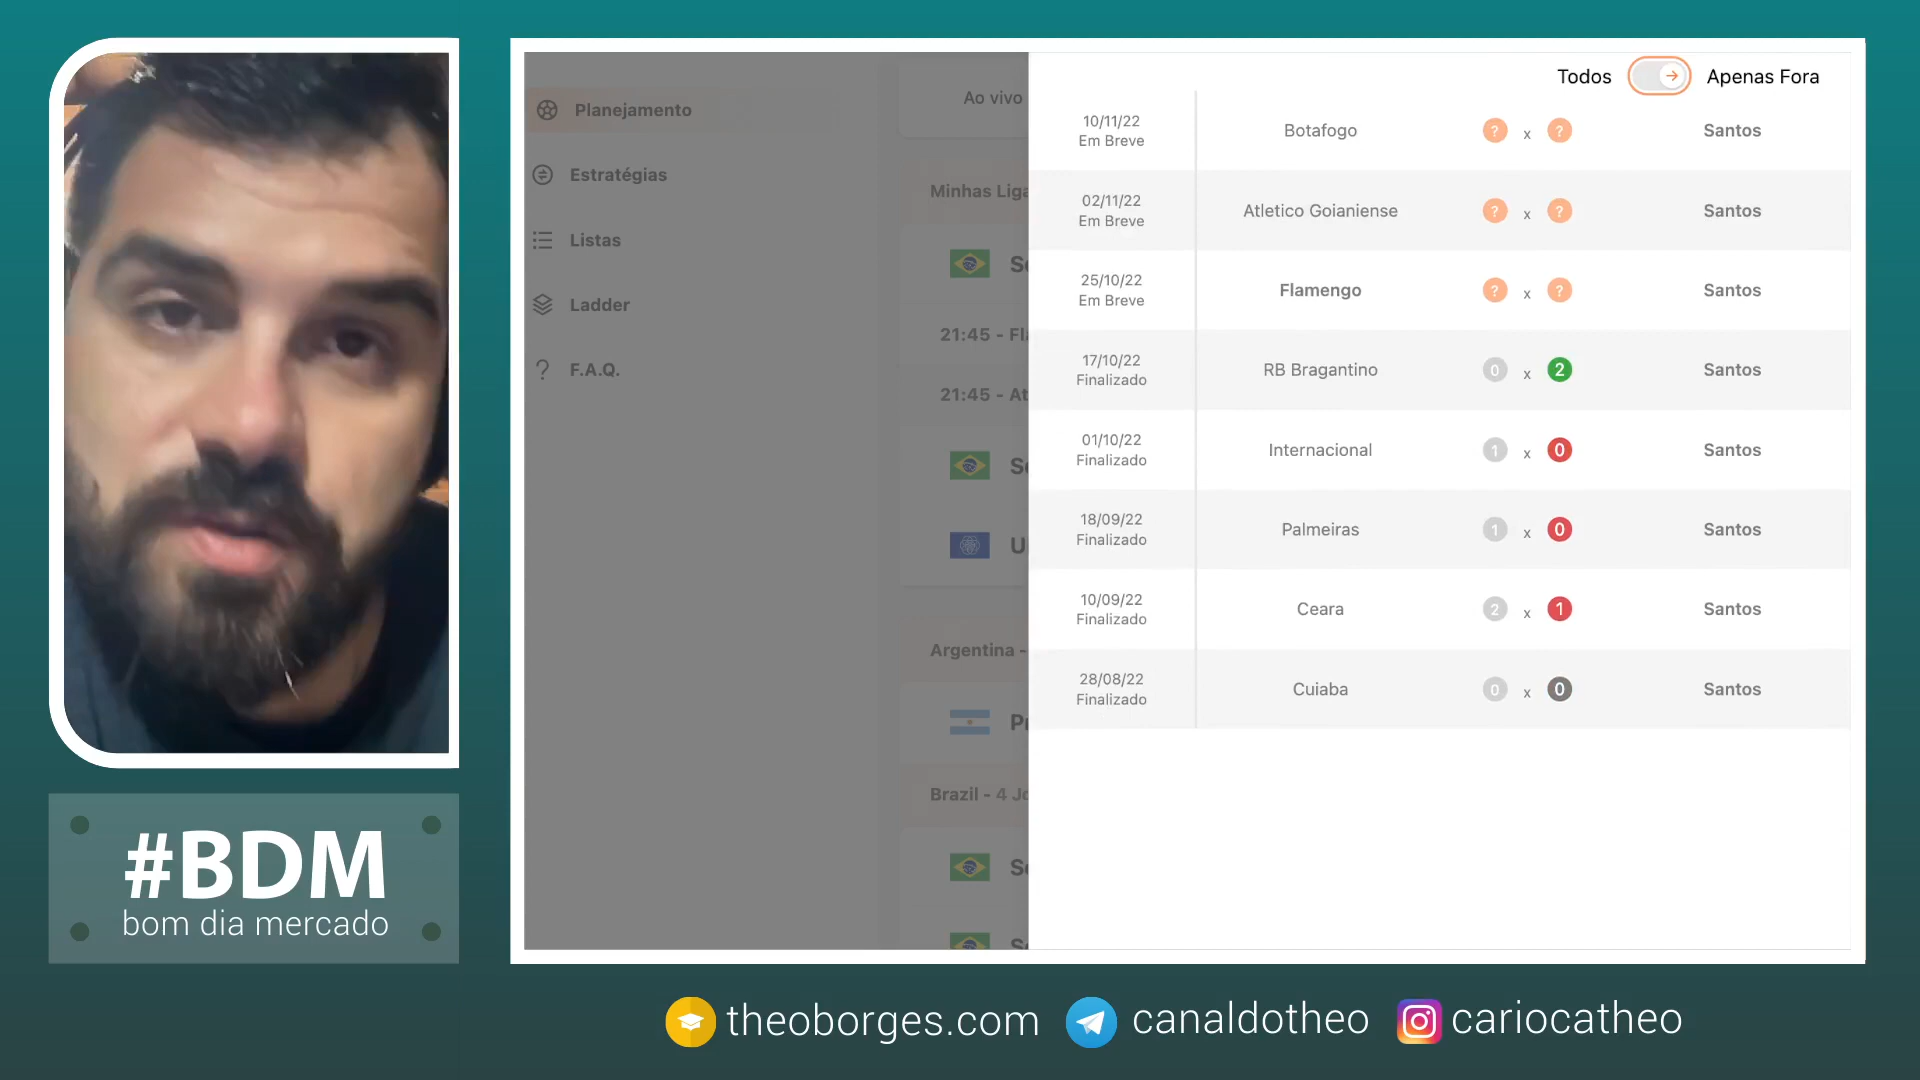 Todos
Apenas Fora
Planejamento
Estratégias
Listas
Ladder
?
F.A.Q.
Ao vivo
Minhas Liga
21:45 - Fl
21:45 - At
Argentina -
Brazil - 4 Jo
10/11/22
Em Breve
Botafogo
? x ?
Santos
02/11/22
Em Breve
Atletico Goianiense
? x ?
Santos
25/10/22
Em Breve
Flamengo
? x ?
Santos
17/10/22
Finalizado
RB Bragantino
0 x 2
Santos
01/10/22
Finalizado
Internacional
1 x 0
Santos
18/09/22
Finalizado
Palmeiras
1 x 0
Santos
10/09/22
Finalizado
Ceara
2 x 1
Santos
28/08/22
Finalizado
Cuiaba
0 x 0
Santos
#BDM
bom dia mercado
theoborges.com
canaldotheo
cariocatheo